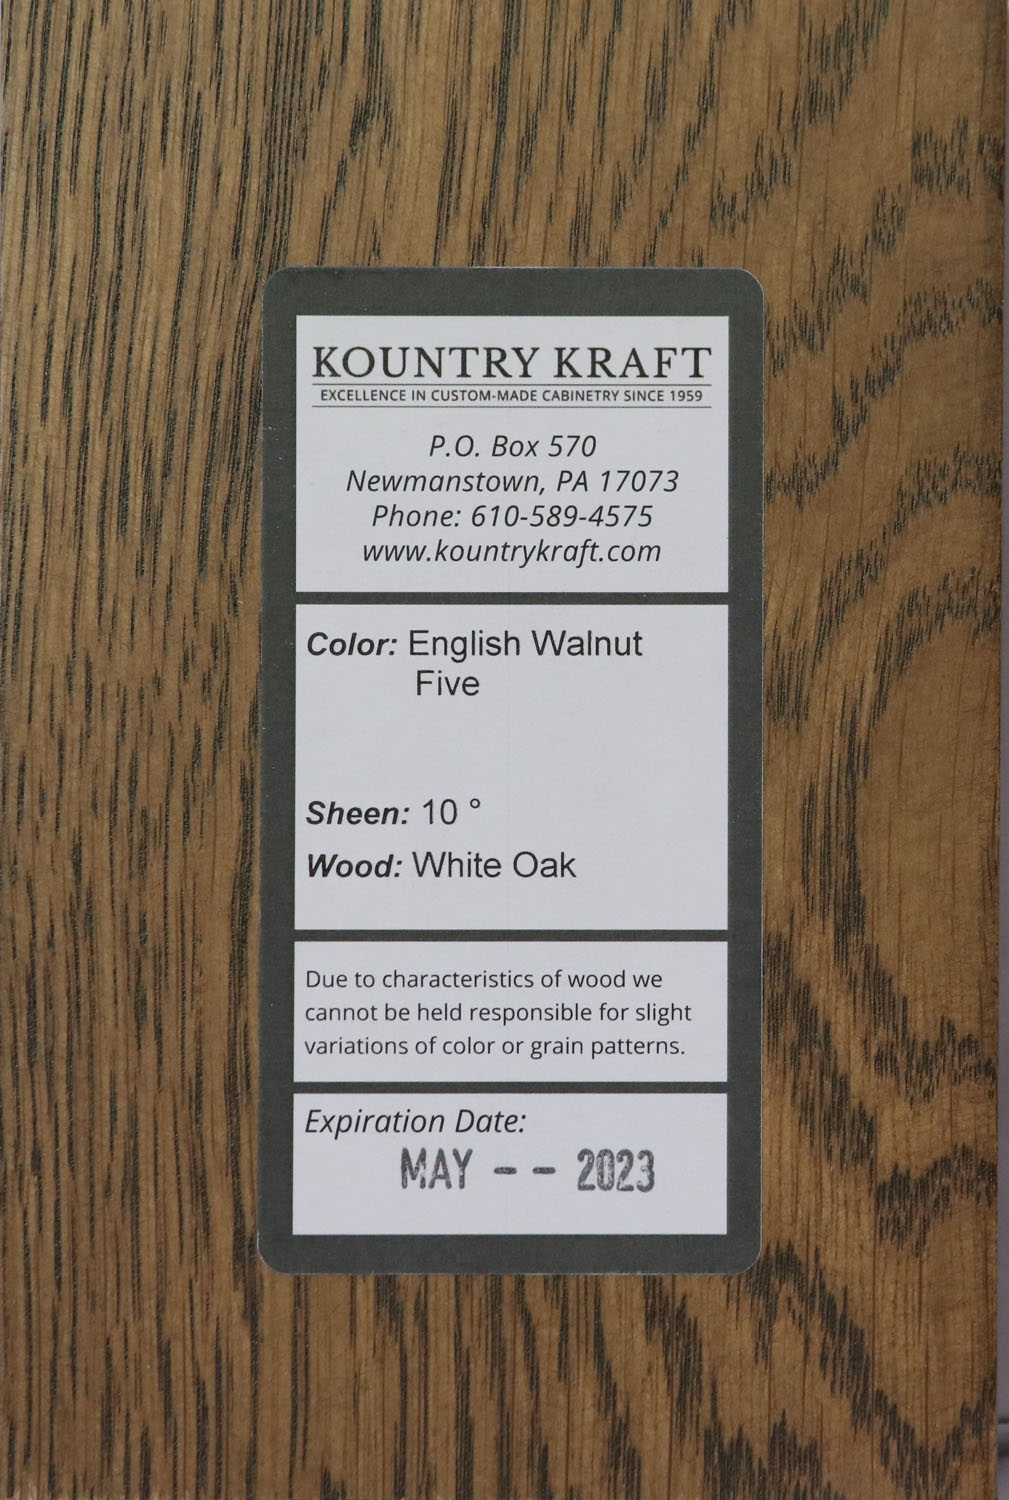 KOUNTRY KRAFT
EXCELLENCE IN CUSTOM-MADE CABINETRY SINCE 1959
P.O. Box 570
Newmanstown, PA 17073
Phone: 610-589-4575
www.kountrykraft.com
Color: English Walnut
Five
Sheen: 10 °
Wood: White Oak
Due to characteristics of wood we
cannot be held responsible for slight
variations of color or grain patterns.
Expiration Date:
MAY -- 2023